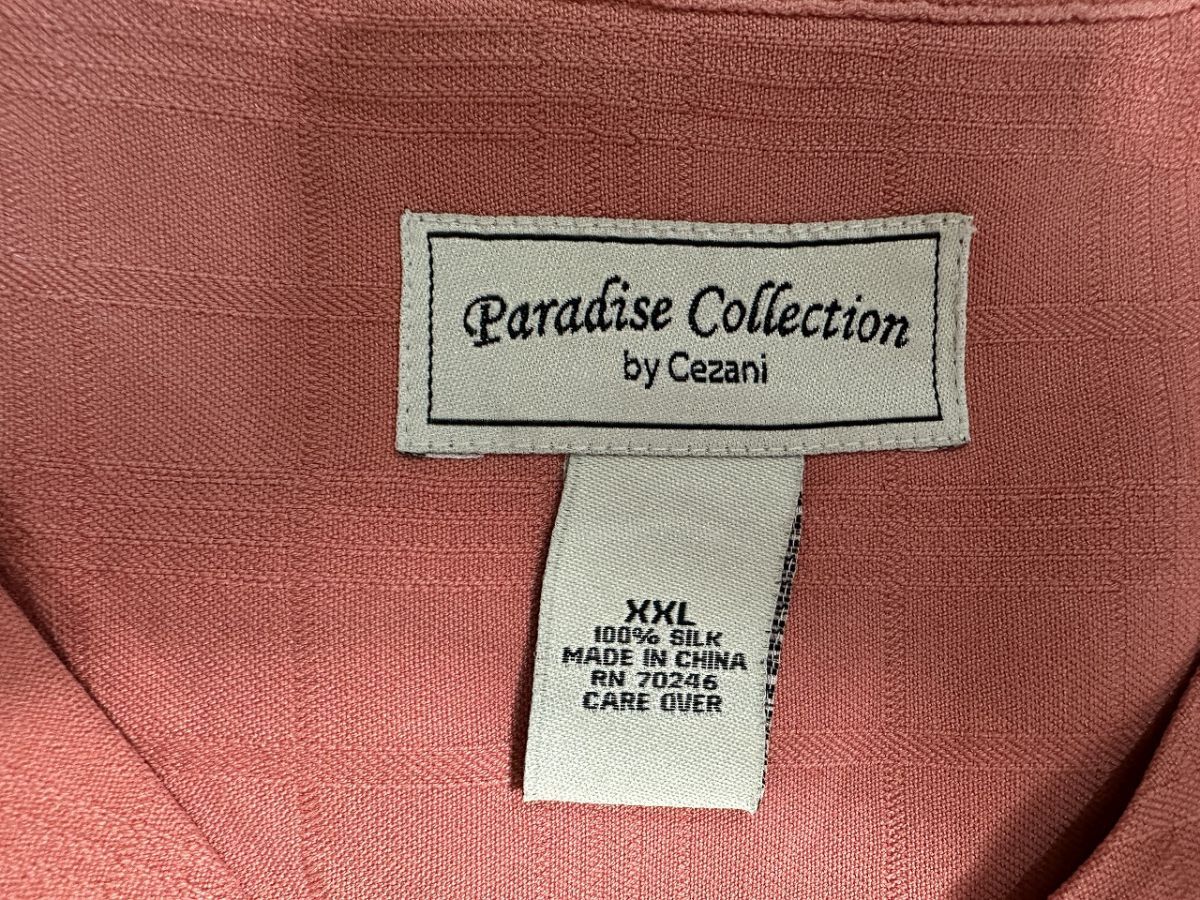 Paradise Collection
by Cezani
XXL
100% SILK
MADE IN CHINA
RN 70246
CARE OVER